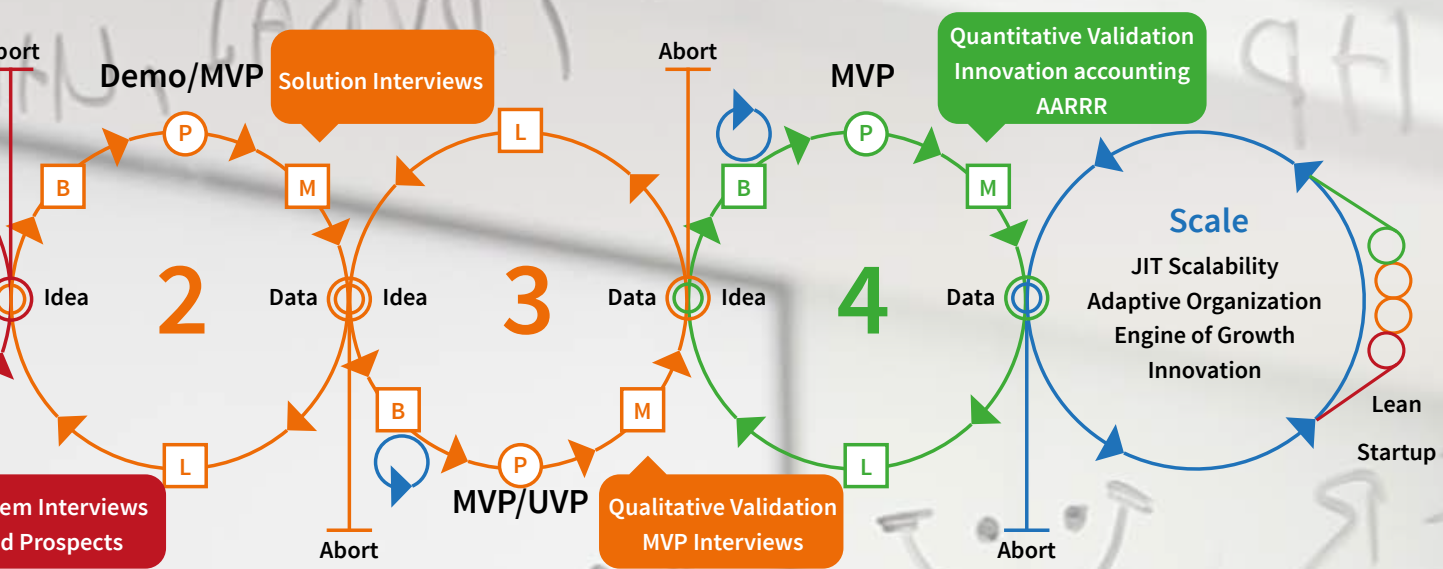 bort
Demo/MVP
Solution Interviews
P
B
M
Idea
2
Data
L
em Interviews
d Prospects
L
Idea
3
Data
B
M
P
MVP/UVP
Abort
Qualitative Validation
MVP Interviews
Abort
MVP
Quantitative Validation
Innovation accounting
AARRR
P
B
M
Idea
4
Data
L
Scale
JIT Scalability
Adaptive Organization
Engine of Growth
Innovation
Lean
Startup
Abort